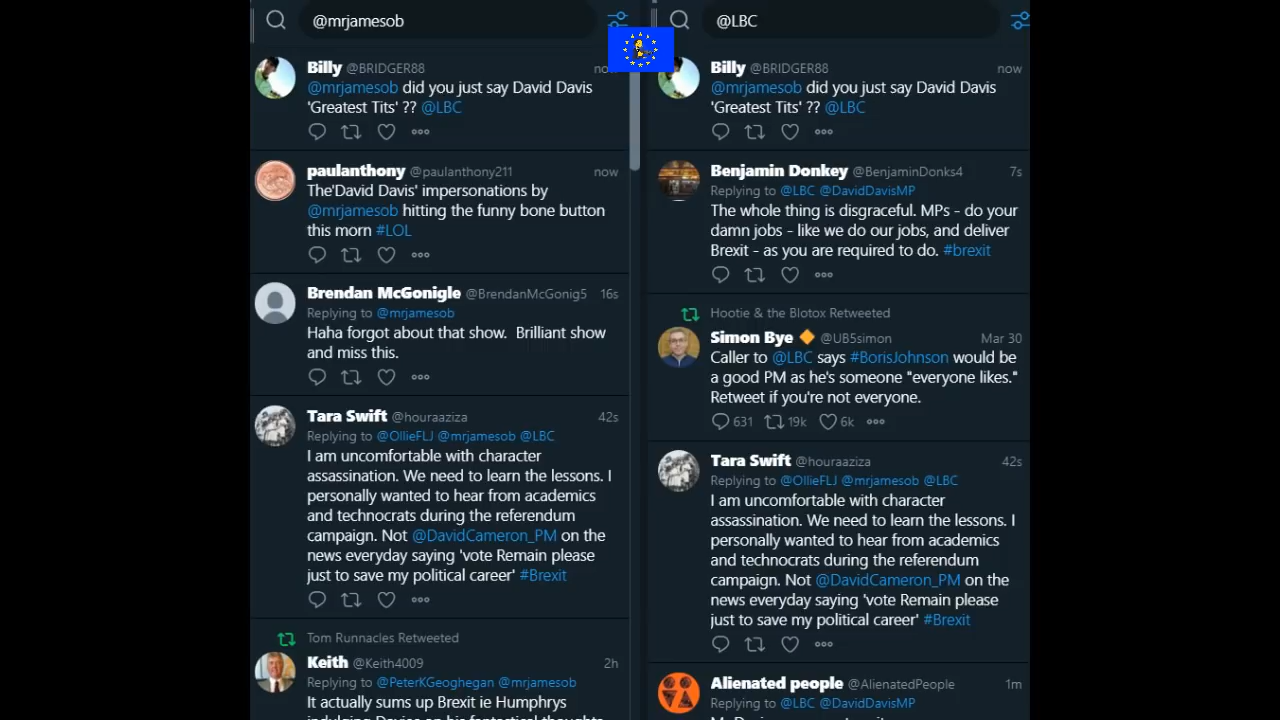 @mrjamesob
Billy @BRIDGER88 now
@mrjamesob did you just say David Davis
'Greatest Tits' ?? @LBC
paulanthony @paulanthony211 now
The'David Davis' impersonations by
@mrjamesob hitting the funny bone button
this morn #LOL
Brendan McGonigle @BrendanMcGonig5 16s
Replying to @mrjamesob
Haha forgot about that show.  Brilliant show
and miss this.
Tara Swift @houraaziza 42s
Replying to @OllieFLJ @mrjamesob @LBC
I am uncomfortable with character
assassination. We need to learn the lessons. I
personally wanted to hear from academics
and technocrats during the referendum
campaign. Not @DavidCameron_PM on the
news everyday saying 'vote Remain please
just to save my political career' #Brexit
Tom Runnacles Retweeted
Keith @Keith4009 2h
Replying to @PeterKGeoghegan @mrjamesob
It actually sums up Brexit ie Humphrys
indulging Davies on his fantastical thoughts
@LBC
Billy @BRIDGER88 now
@mrjamesob did you just say David Davis
'Greatest Tits' ?? @LBC
Benjamin Donkey @BenjaminDonks4 7s
Replying to @LBC @DavidDavisMP
The whole thing is disgraceful. MPs - do your
damn jobs - like we do our jobs, and deliver
Brexit - as you are required to do. #brexit
Hootie & the Blotox Retweeted
Simon Bye 🔶 @UB5simon Mar 30
Caller to @LBC says #BorisJohnson would be
a good PM as he's someone "everyone likes."
Retweet if you're not everyone.
631 19k 6k
Tara Swift @houraaziza 42s
Replying to @OllieFLJ @mrjamesob @LBC
I am uncomfortable with character
assassination. We need to learn the lessons. I
personally wanted to hear from academics
and technocrats during the referendum
campaign. Not @DavidCameron_PM on the
news everyday saying 'vote Remain please
just to save my political career' #Brexit
Alienated people @AlienatedPeople 1m
Replying to @LBC @DavidDavisMP